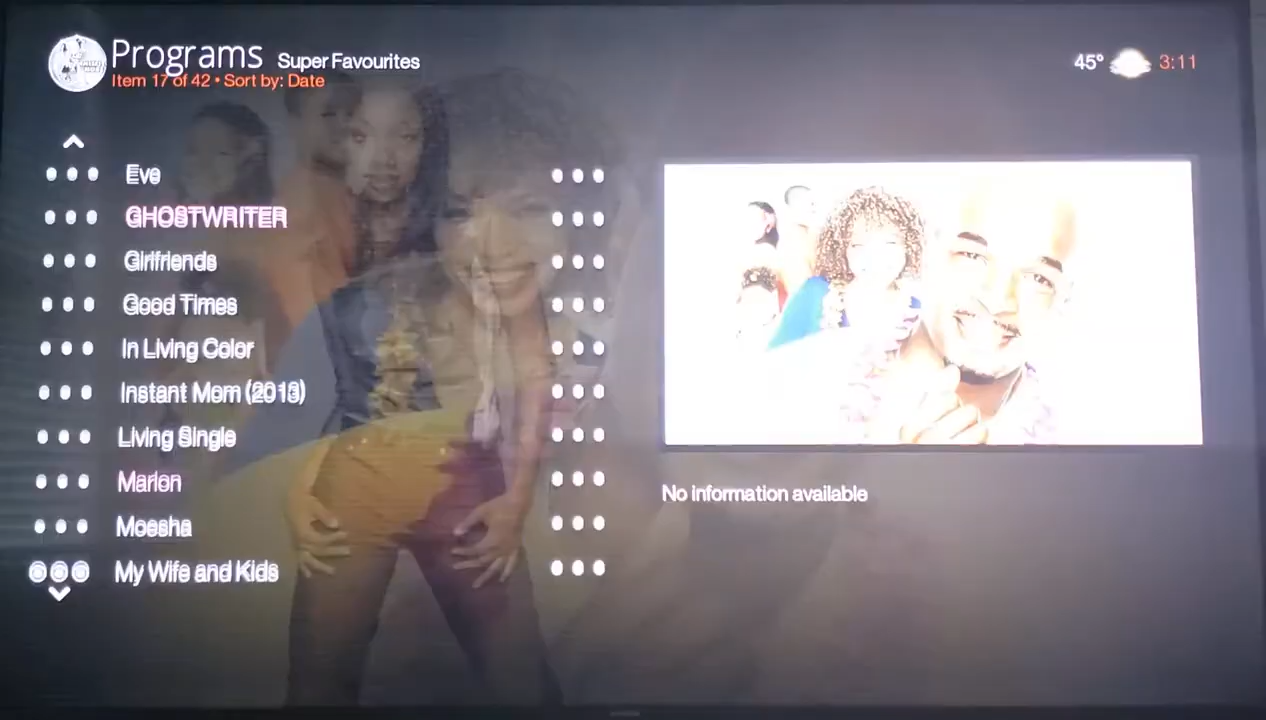 Programs Super Favourites
Item 17 of 42 • Sort by: Date
45° 3:11
Eve
GHOSTWRITER
Girlfriends
Good Times
In Living Color
Instant Mom (2013)
Living Single
Marlon
Moesha
My Wife and Kids
No information available